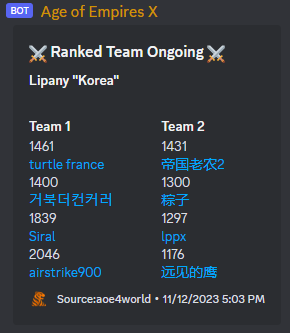 BOT Age of Empires X
⚔️ Ranked Team Ongoing ⚔️
Lipany "Korea"
Team 1 Team 2
1461 1431
turtle france 帝国老农2
1400 1300
거북더킨커러 粽子
1839 1297
Siral lppx
2046 1176
airstrike900 远见的鹰
Source:aoe4world • 11/12/2023 5:03 PM